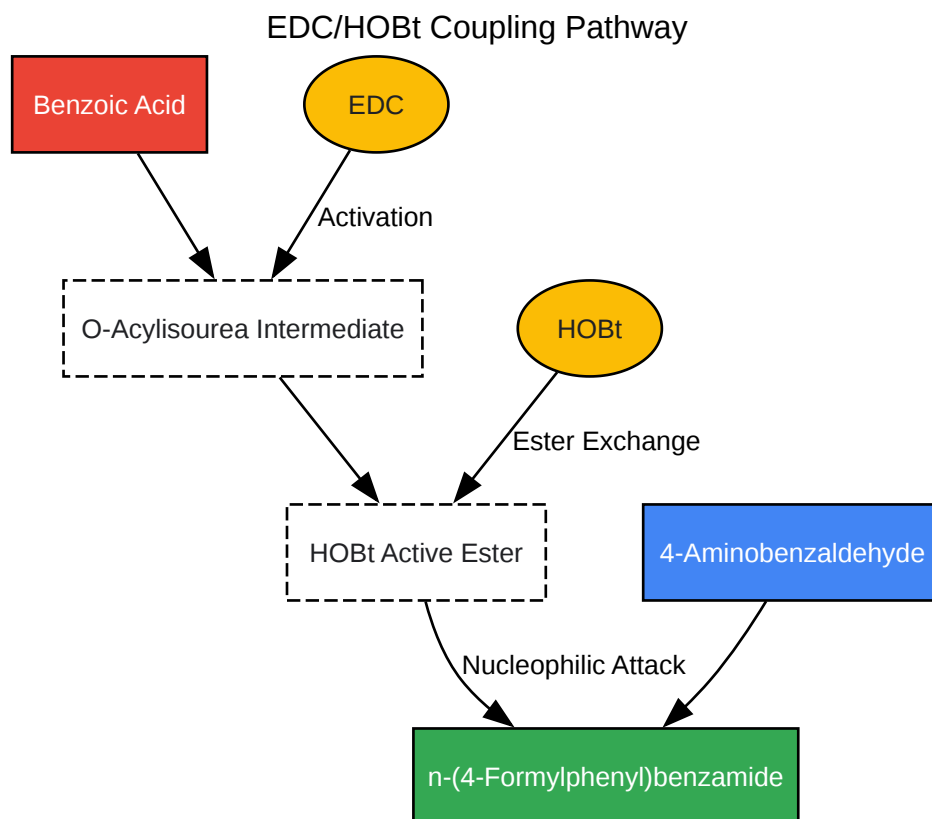 EDC/HOBt Coupling Pathway
Benzoic Acid
EDC
Activation
O-Acylisourea Intermediate
HOBt
Ester Exchange
HOBt Active Ester
4-Aminobenzaldehyde
Nucleophilic Attack
n-(4-Formylphenyl)benzamide